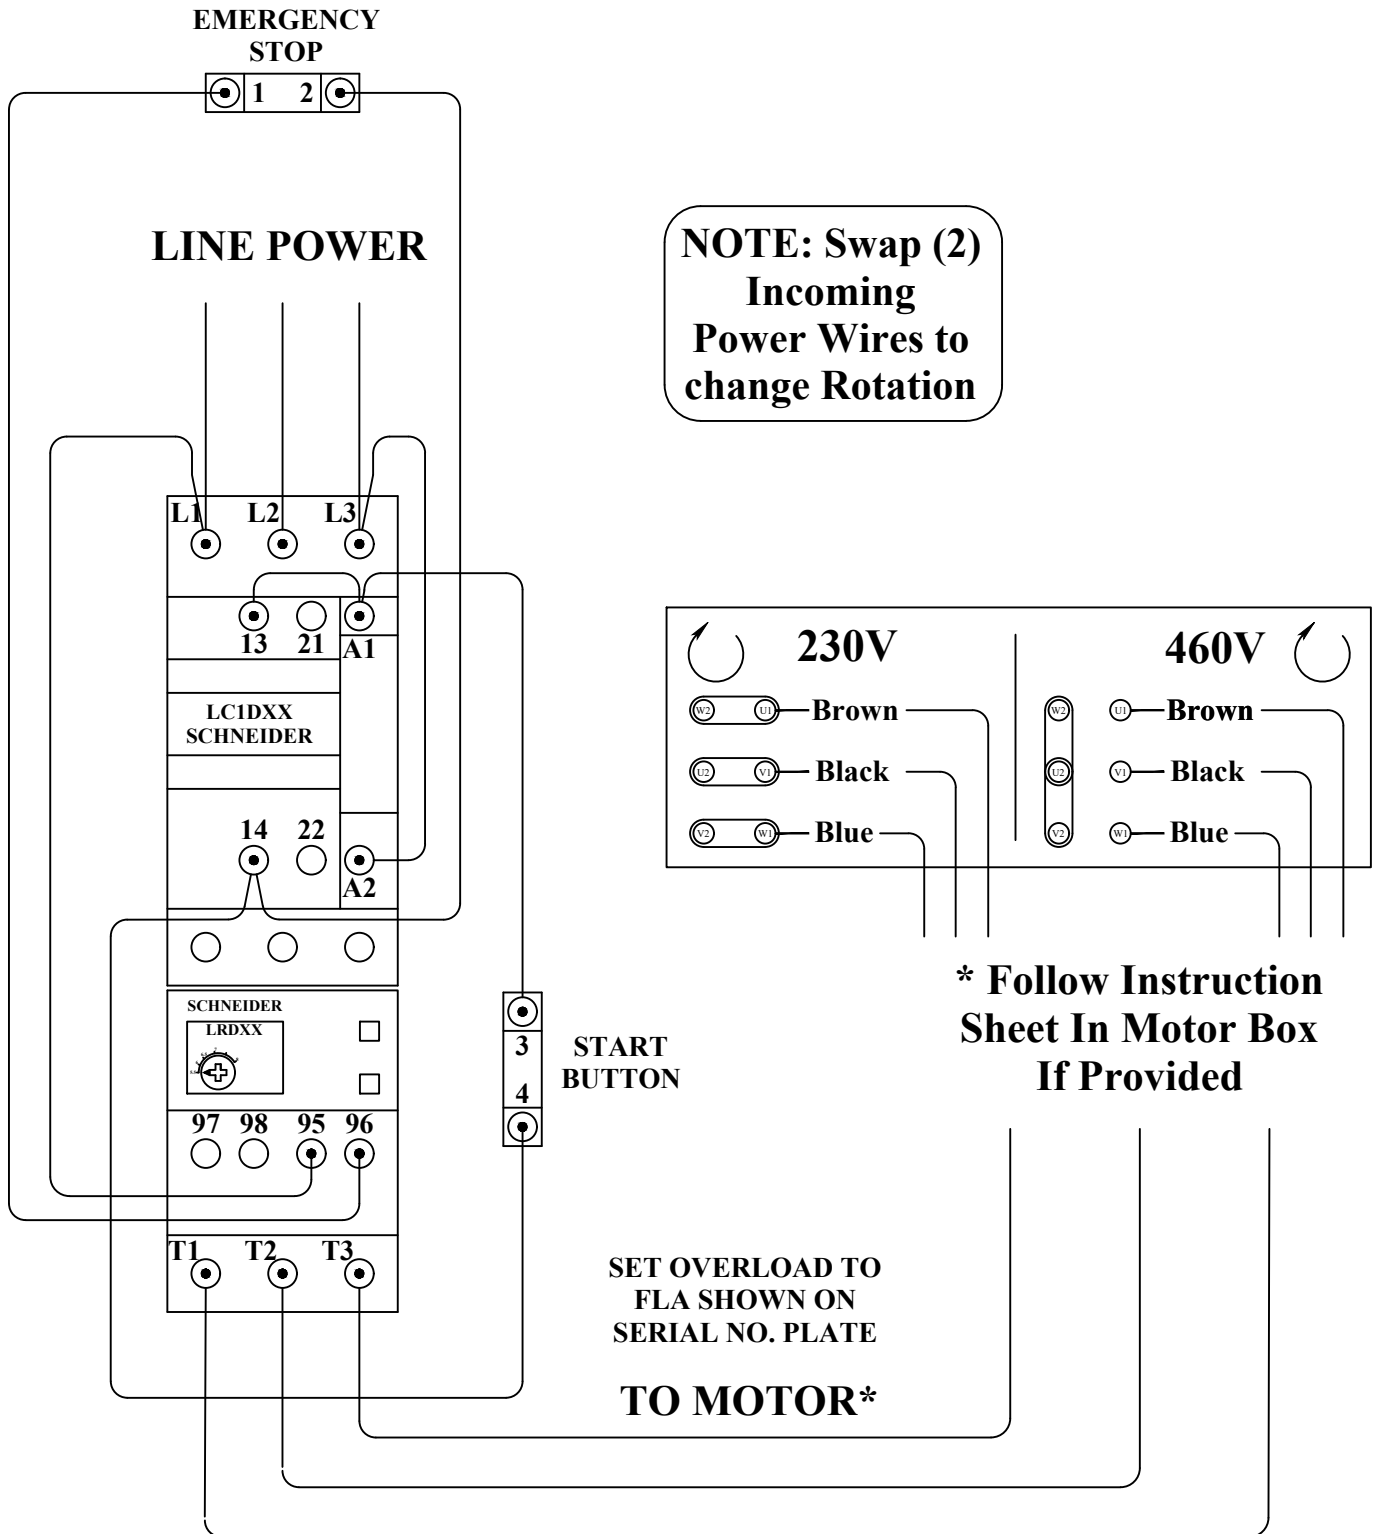 EMERGENCY
STOP
1 2
LINE POWER
NOTE: Swap (2)
Incoming
Power Wires to
change Rotation
L1 L2 L3
13 21 A1
LC1DXX
SCHNEIDER
14 22 A2
230V 460V
W2 U1 Brown W2 U1 Brown
U2 V1 Black U2 V1 Black
V2 W1 Blue V2 W1 Blue
* Follow Instruction
Sheet In Motor Box
If Provided
SCHNEIDER
LRDXX
3
4
START
BUTTON
97 98 95 96
T1 T2 T3
SET OVERLOAD TO
FLA SHOWN ON
SERIAL NO. PLATE
TO MOTOR*